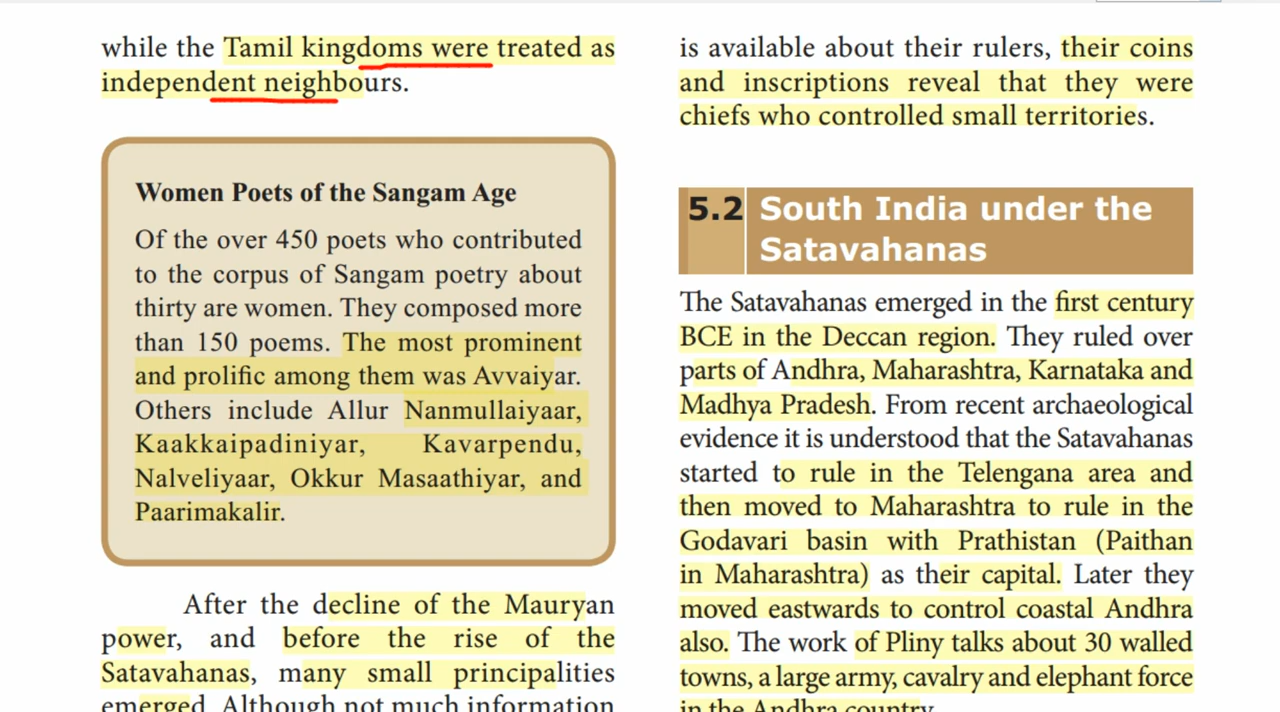 while the Tamil kingdoms were treated as
independent neighbours.
Women Poets of the Sangam Age
Of the over 450 poets who contributed
to the corpus of Sangam poetry about
thirty are women. They composed more
than 150 poems. The most prominent
and prolific among them was Avvaiyar.
Others include Allur Nanmullaiyaar,
Kaakkaipadiniyar, Kavarpendu,
Nalveliyaar, Okkur Masaathiyar, and
Paarimakalir.
After the decline of the Mauryan
power, and before the rise of the
Satavahanas, many small principalities
emerged. Although not much information
is available about their rulers, their coins
and inscriptions reveal that they were
chiefs who controlled small territories.
5.2 South India under the
Satavahanas
The Satavahanas emerged in the first century
BCE in the Deccan region. They ruled over
parts of Andhra, Maharashtra, Karnataka and
Madhya Pradesh. From recent archaeological
evidence it is understood that the Satavahanas
started to rule in the Telengana area and
then moved to Maharashtra to rule in the
Godavari basin with Prathistan (Paithan
in Maharashtra) as their capital. Later they
moved eastwards to control coastal Andhra
also. The work of Pliny talks about 30 walled
towns, a large army, cavalry and elephant force
in the Andhra country.